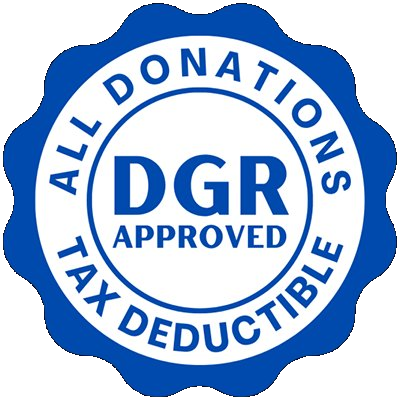 ALL DONATIONS
DGR
APPROVED
TAX DEDUCTIBLE